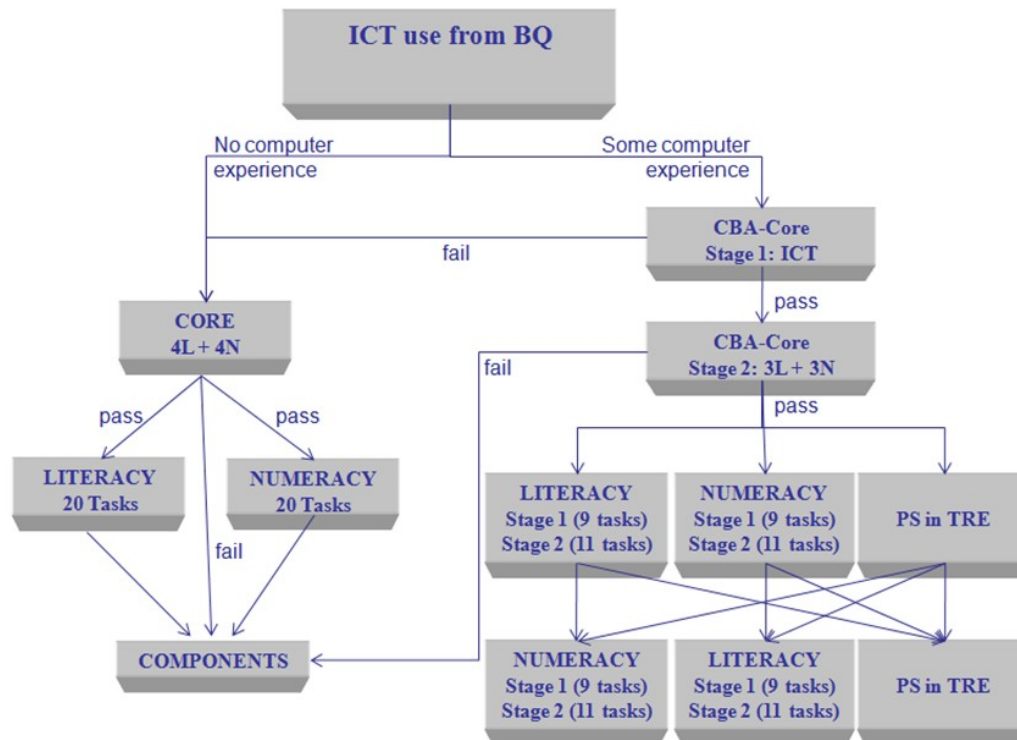 ICT use from BQ
No computer
experience
Some computer
experience
CBA-Core
Stage 1: ICT
fail
pass
CORE
4L + 4N
CBA-Core
Stage 2: 3L + 3N
fail
pass
pass
pass
LITERACY
20 Tasks
NUMERACY
20 Tasks
LITERACY
Stage 1 (9 tasks)
Stage 2 (11 tasks)
NUMERACY
Stage 1 (9 tasks)
Stage 2 (11 tasks)
PS in TRE
fail
COMPONENTS
NUMERACY
Stage 1 (9 tasks)
Stage 2 (11 tasks)
LITERACY
Stage 1 (9 tasks)
Stage 2 (11 tasks)
PS in TRE